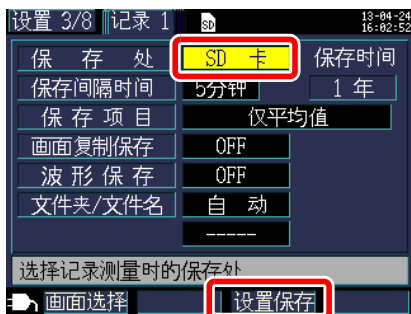 设置 3/8 记录 1 SD 13-04-24
16:02:52
保存处 SD 卡 保存时间
保存间隔时间 5分钟 1 年
保存项目 仅平均值
画面复制保存 OFF
波形保存 OFF
文件夹/文件名 自动
-----
选择记录测量时的保存处
画面选择 设置保存